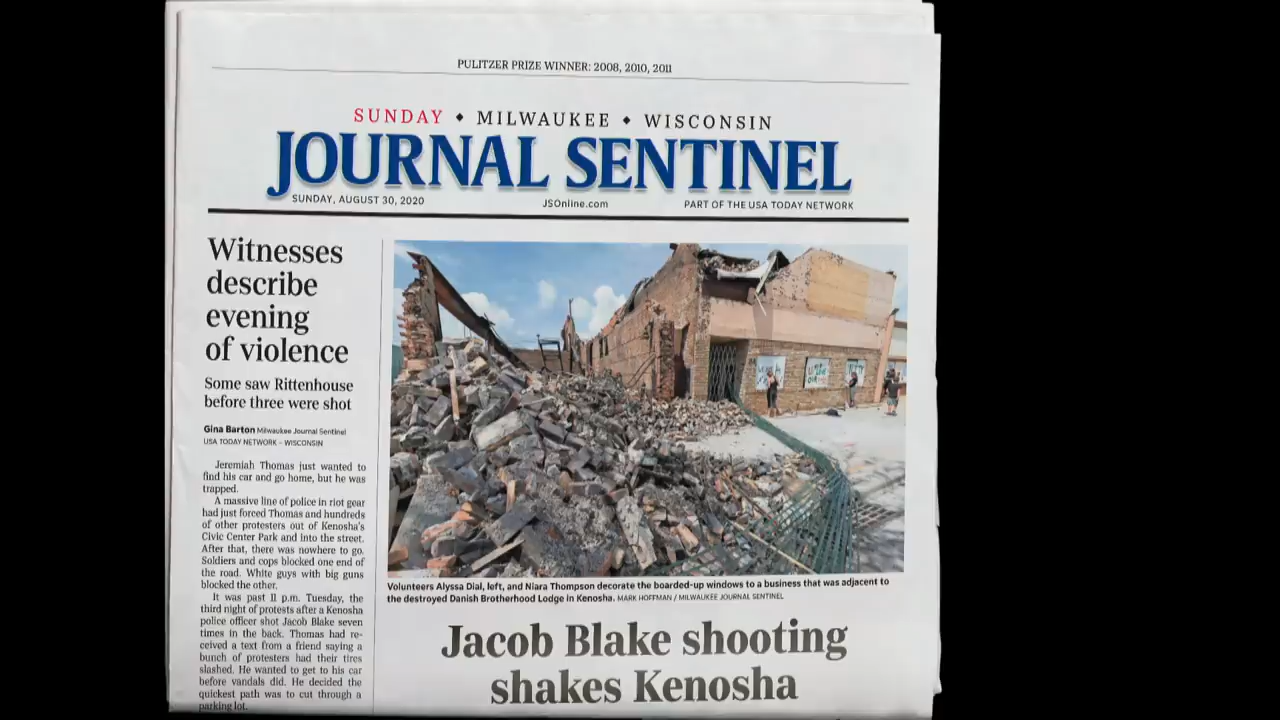 PULITZER PRIZE WINNER: 2008, 2010, 2011
SUNDAY ◆ MILWAUKEE ◆ WISCONSIN
JOURNAL SENTINEL
SUNDAY, AUGUST 30, 2020 JSOnline.com PART OF THE USA TODAY NETWORK
Witnesses
describe
evening
of violence
Some saw Rittenhouse
before three were shot
Gina Barton Milwaukee Journal Sentinel
USA TODAY NETWORK – WISCONSIN
Jeremiah Thomas just wanted to
find his car and go home, but he was
trapped.
A massive line of police in riot gear
had just forced Thomas and hundreds
of other protesters out of Kenosha's
Civic Center Park and into the street.
After that, there was nowhere to go.
Soldiers and cops blocked one end of
the road. White guys with big guns
blocked the other.
It was past 11 p.m. Tuesday, the
third night of protests after a Kenosha
police officer shot Jacob Blake seven
times in the back. Thomas had re-
ceived a text from a friend saying a
bunch of protesters had their tires
slashed. He wanted to get to his car
before vandals did. He decided the
quickest path was to cut through a
parking lot.
Volunteers Alyssa Dial, left, and Niara Thompson decorate the boarded-up windows to a business that was adjacent to
the destroyed Danish Brotherhood Lodge in Kenosha. MARK HOFFMAN / MILWAUKEE JOURNAL SENTINEL
Jacob Blake shooting
shakes Kenosha